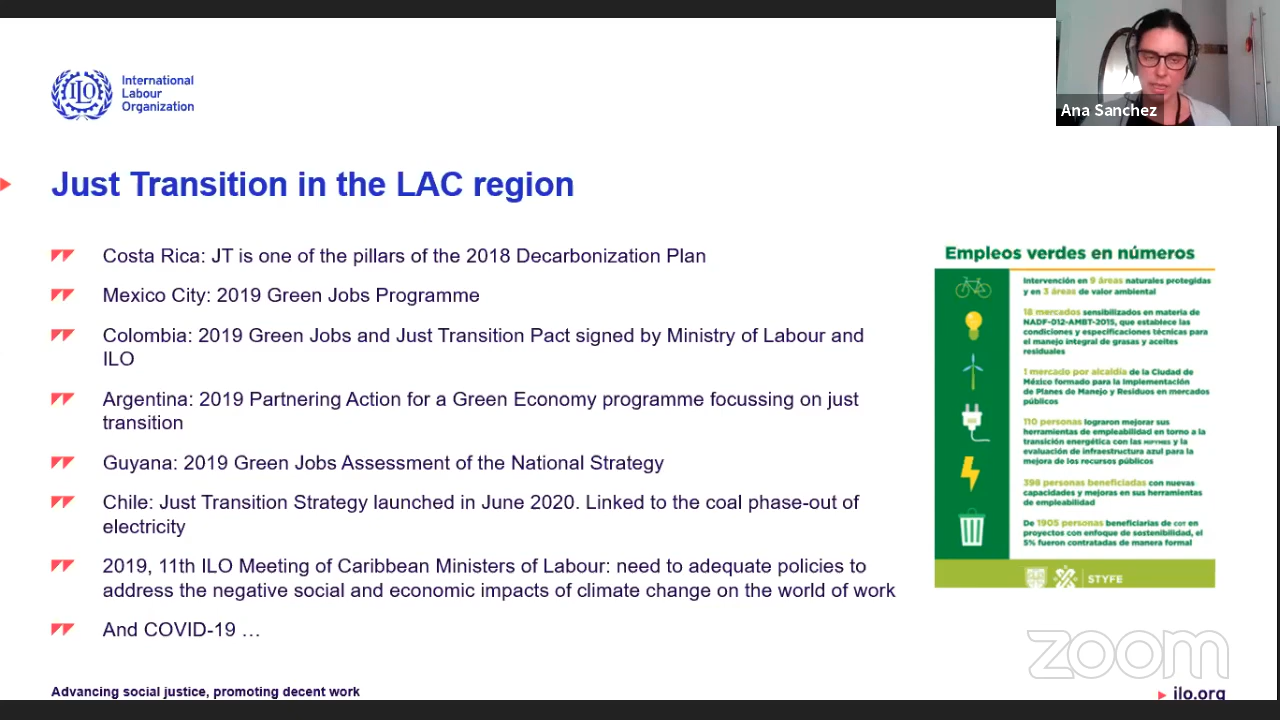 International
Labour
Organization
Ana Sanchez
Just Transition in the LAC region
Costa Rica: JT is one of the pillars of the 2018 Decarbonization Plan
Mexico City: 2019 Green Jobs Programme
Colombia: 2019 Green Jobs and Just Transition Pact signed by Ministry of Labour and
ILO
Argentina: 2019 Partnering Action for a Green Economy programme focussing on just
transition
Guyana: 2019 Green Jobs Assessment of the National Strategy
Chile: Just Transition Strategy launched in June 2020. Linked to the coal phase-out of
electricity
2019, 11th ILO Meeting of Caribbean Ministers of Labour: need to adequate policies to
address the negative social and economic impacts of climate change on the world of work
And COVID-19 …
Empleos verdes en números
Intervención en 9 áreas naturales protegidas
y en 3 áreas de valor ambiental
18 mercados sensibilizados en materia de
NADF-012-AMBT-2015, que establece las
condiciones y especificaciones técnicas para
el manejo integral de grasas y aceites
residuales
1 mercado por alcaldía de la Ciudad de
México formado para la implementación
de Planes de Manejo y Residuos en mercados
públicos
110 personas lograron mejorar sus
herramientas de empleabilidad en torno a la
transición energética con las MIPYMES y la
evaluación de infraestructura azul para la
mejora de los recursos públicos
398 personas beneficiadas con nuevas
capacidades y mejoras en sus herramientas
de empleabilidad
De 1905 personas beneficiarias de COT en
proyectos con enfoque de sostenibilidad, el
5% fueron contratadas de manera formal
STYFE
zoom
Advancing social justice, promoting decent work
ilo.org